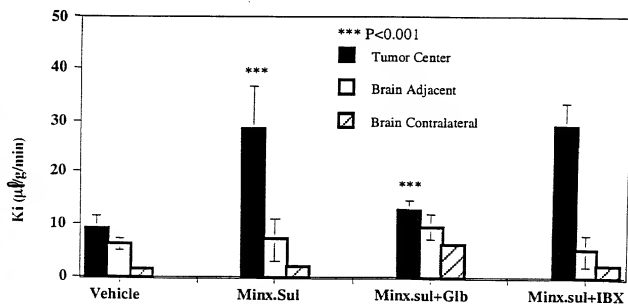 50
*** P<0.001
Tumor Center
40
***
Brain Adjacent
30
Brain Contralateral
Ki (µℓ/g/min)
20
***
10
0
Vehicle Minx.Sul Minx.sul+Glb Minx.sul+IBX